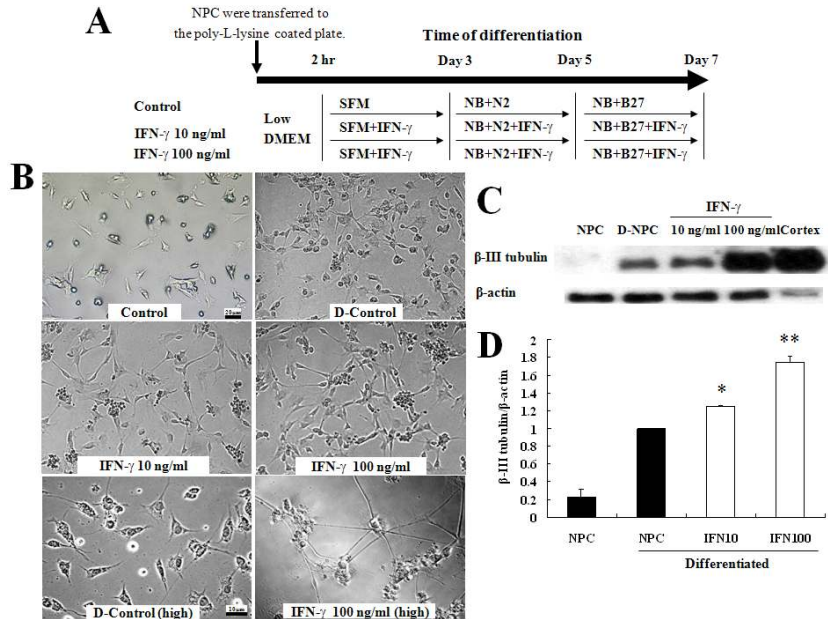 A
NPC were transferred to
the poly-L-lysine coated plate.
Time of differentiation
2 hr Day 3 Day 5 Day 7
Control
IFN-γ 10 ng/ml
IFN-γ 100 ng/ml
Low
DMEM
SFM NB+N2 NB+B27
SFM+IFN-γ NB+N2+IFN-γ NB+B27+IFN-γ
SFM+IFN-γ NB+N2+IFN-γ NB+B27+IFN-γ
B
Control
20 μm
D-Control
IFN-γ 10 ng/ml
IFN-γ 100 ng/ml
D-Control (high)
10 μm
IFN-γ 100 ng/ml (high)
C
IFN-γ
NPC D-NPC 10 ng/ml 100 ng/ml Cortex
β-III tubulin
β-actin
D
β-III tubulin/β-actin
2
1.8
1.6
1.4
1.2
1
0.8
0.6
0.4
0.2
0
*
**
NPC NPC IFN10 IFN100
Differentiated